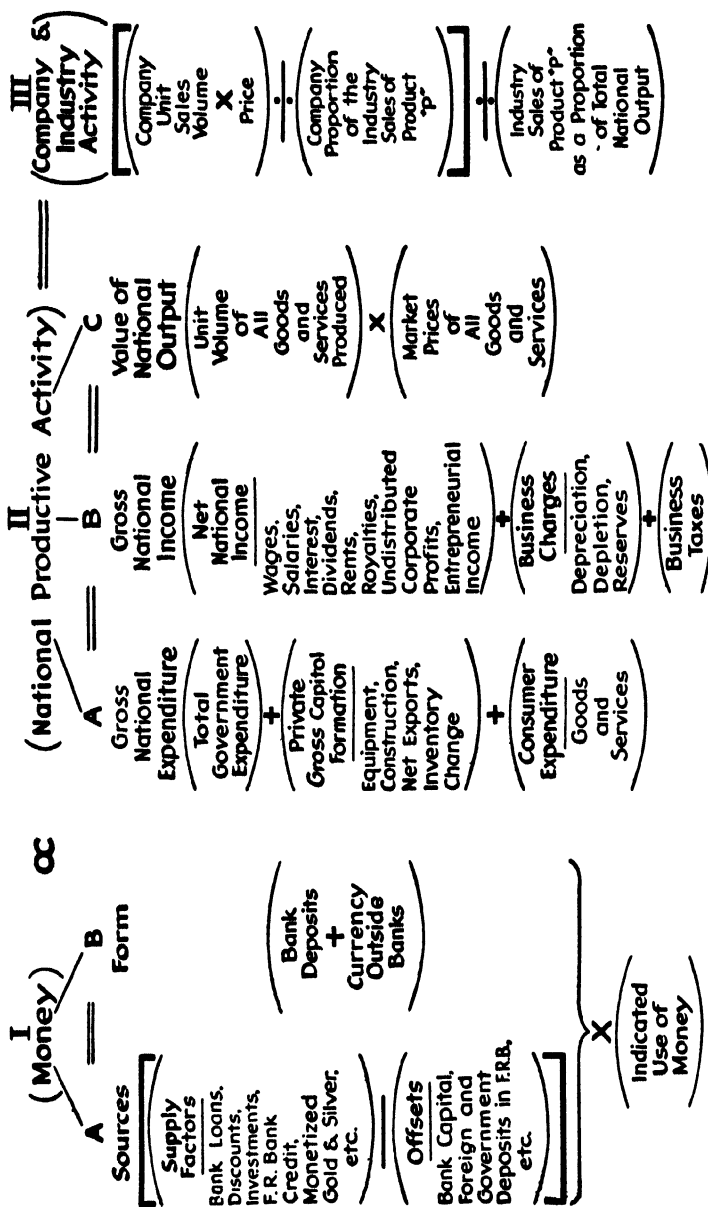 I
(Money)
∝
A = B
Sources
Form
Supply
Factors
Bank Loans.
Discounts,
Investments,
F.R. Bank
Credit,
Monetized
Gold & Silver,
etc.
—
Offsets
Bank Capital,
Foreign and
Government
Deposits in F.R.B.
etc.
Bank
Deposits
+
Currency
Outside
Banks
X
Indicated
Use of
Money
II
(National Productive Activity)
A = B = C
Gross
National
Expenditure
Total
Government
Expenditure
+
Private
Gross Capitol
Formation
Equipment,
Construction,
Net Exports,
Inventory
Change
+
Consumer
Expenditure
Goods
and
Services
Gross
National
Income
Net
National
Income
Wages,
Salaries,
Interest,
Dividends,
Rents,
Royalties,
Undistributed
Corporate
Profits,
Entrepreneurial
Income
+
Business
Charges
Depreciation,
Depletion,
Reserves
+
Business
Taxes
Value of
National
Output
Unit
Volume
of
All
Goods
and
Services
Produced
X
Market
Prices
of
All
Goods
and
Services
=
III
(Company &
Industry
Activity)
Company
Unit
Sales
Volume
X
Price
÷
Company
Proportion
of the
Industry
Sales of
Product
"P"
÷
Industry
Sales of
Product "P"
as a Proportion
- of Total
National
Output